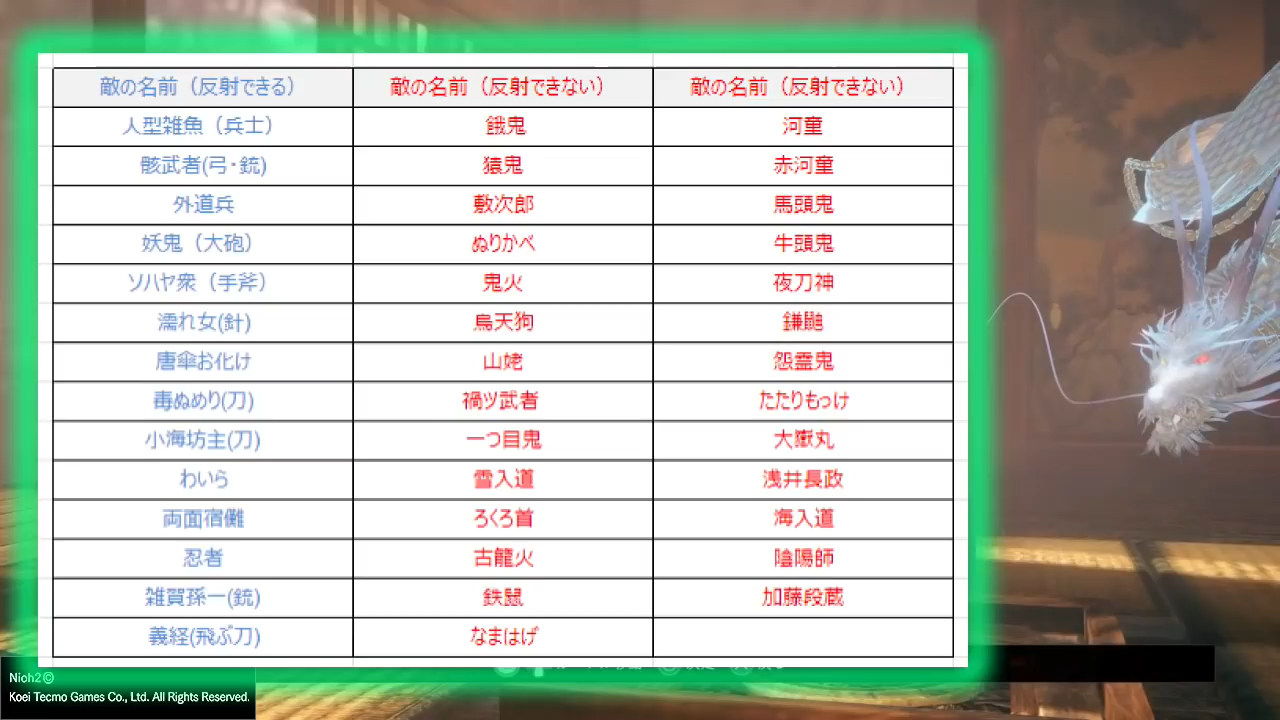 敵の名前（反射できる） 敵の名前（反射できない） 敵の名前（反射できない）
人型雑魚（兵士） 餓鬼 河童
骸武者(弓・銃) 猿鬼 赤河童
外道兵 敷次郎 馬頭鬼
妖鬼（大砲） ぬりかべ 牛頭鬼
ソハヤ衆（手斧） 鬼火 夜刀神
濡れ女(針) 烏天狗 鎌鼬
唐傘お化け 山姥 怨霊鬼
毒ぬめり(刀) 禍ツ武者 たたりもっけ
小海坊主(刀) 一つ目鬼 大嶽丸
わいら 雪入道 浅井長政
両面宿儺 ろくろ首 海入道
忍者 古籠火 陰陽師
雑賀孫一(銃) 鉄鼠 加藤段蔵
義経(飛ぶ刀) なまはげ
Nioh2©
Koei Tecmo Games Co., Ltd. All Rights Reserved.